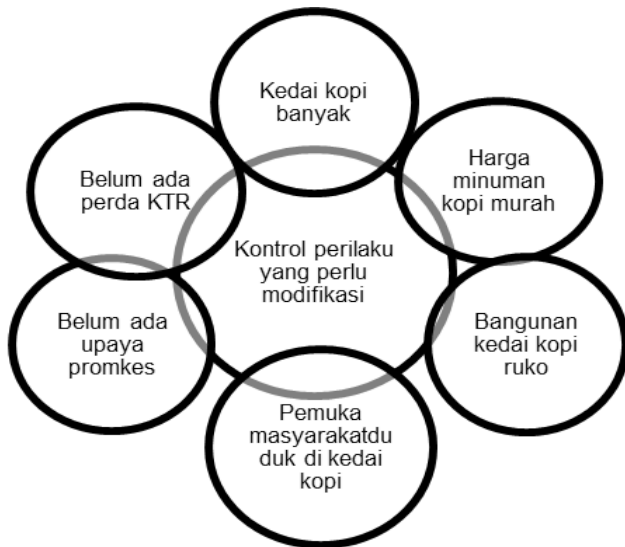 Kedai kopi
banyak
Harga
minuman
kopi murah
Belum ada
perda KTR
Kontrol perilaku
yang perlu
modifikasi
Bangunan
kedai kopi
ruko
Belum ada
upaya
promkes
Pemuka
masyarakatdu
duk di kedai
kopi